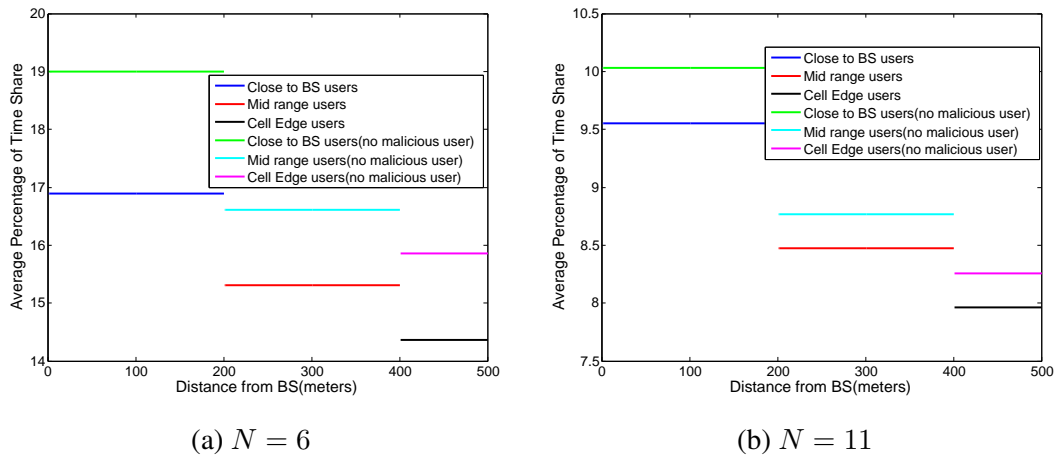 20
19
18
17
16
15
14
Average Percentage of Time Share
0 100 200 300 400 500
Distance from BS(meters)
Close to BS users
Mid range users
Cell Edge users
Close to BS users(no malicious user)
Mid range users(no malicious user)
Cell Edge users(no malicious user)
(a) N = 6
10.5
10
9.5
9
8.5
8
7.5
Average Percentage of Time Share
0 100 200 300 400 500
Distance from BS(meters)
Close to BS users
Mid range users
Cell Edge users
Close to BS users(no malicious user)
Mid range users(no malicious user)
Cell Edge users(no malicious user)
(b) N = 11